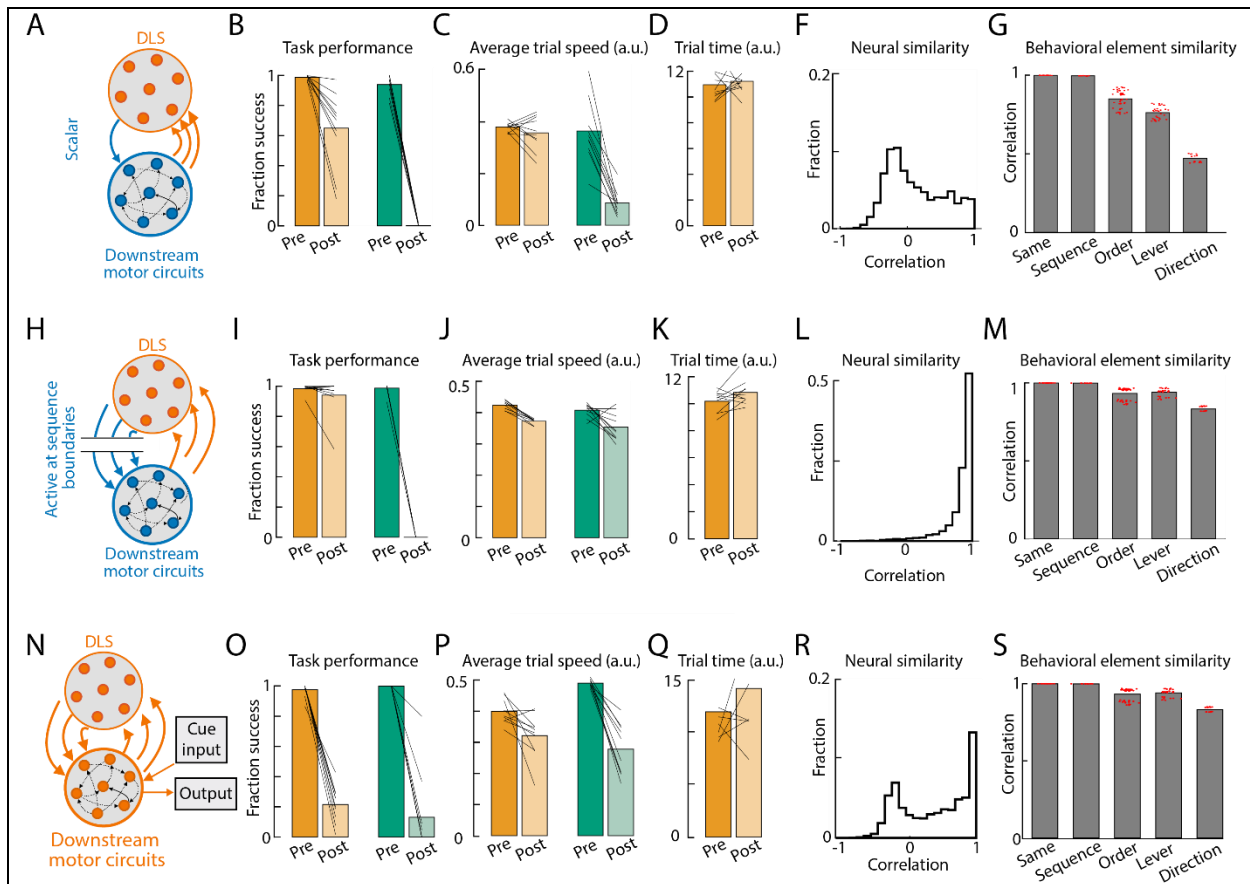 A
DLS
Scalar
Downstream
motor circuits
B
Task performance
Fraction success
1
0
Pre
Post
Pre
Post
C
Average trial speed (a.u.)
0.6
0
Pre
Post
Pre
Post
D
Trial time (a.u.)
12
0
Pre
Post
F
Neural similarity
Fraction
0.2
0
-1
0
1
Correlation
G
Behavioral element similarity
Correlation
1
0
Same
Sequence
Order
Lever
Direction
H
DLS
Active at sequence
boundaries
Downstream
motor circuits
I
Task performance
Fraction success
1
0
Pre
Post
Pre
Post
J
Average trial speed (a.u.)
0.5
0
Pre
Post
Pre
Post
K
Trial time (a.u.)
12
0
Pre
Post
L
Neural similarity
Fraction
0.5
0
-1
0
1
Correlation
M
Behavioral element similarity
Correlation
1
0
Same
Sequence
Order
Lever
Direction
N
DLS
Cue
input
Output
Downstream
motor circuits
O
Task performance
Fraction success
1
0
Pre
Post
Pre
Post
P
Average trial speed (a.u.)
0.5
0
Pre
Post
Pre
Post
Q
Trial time (a.u.)
15
0
Pre
Post
R
Neural similarity
Fraction
0.2
0
-1
0
1
Correlation
S
Behavioral element similarity
Correlation
1
0
Same
Sequence
Order
Lever
Direction